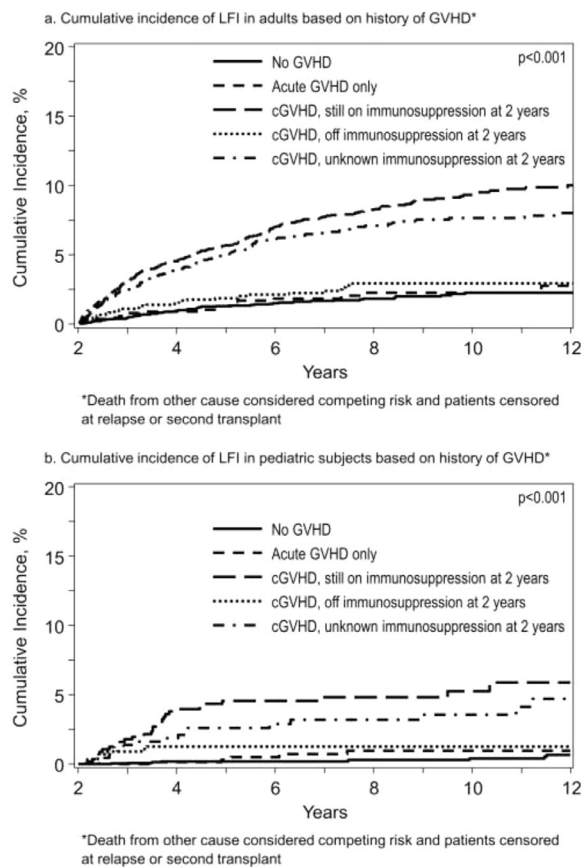 a. Cumulative incidence of LFI in adults based on history of GVHD*
p<0.001
No GVHD
Acute GVHD only
cGVHD, still on immunosuppression at 2 years
cGVHD, off immunosuppression at 2 years
cGVHD, unknown immunosuppression at 2 years
Cumulative Incidence, %
20
15
10
5
0
2 4 6 8 10 12
Years
*Death from other cause considered competing risk and patients censored
at relapse or second transplant
b. Cumulative incidence of LFI in pediatric subjects based on history of GVHD*
p<0.001
No GVHD
Acute GVHD only
cGVHD, still on immunosuppression at 2 years
cGVHD, off immunosuppression at 2 years
cGVHD, unknown immunosuppression at 2 years
Cumulative Incidence, %
20
15
10
5
0
2 4 6 8 10 12
Years
*Death from other cause considered competing risk and patients censored
at relapse or second transplant